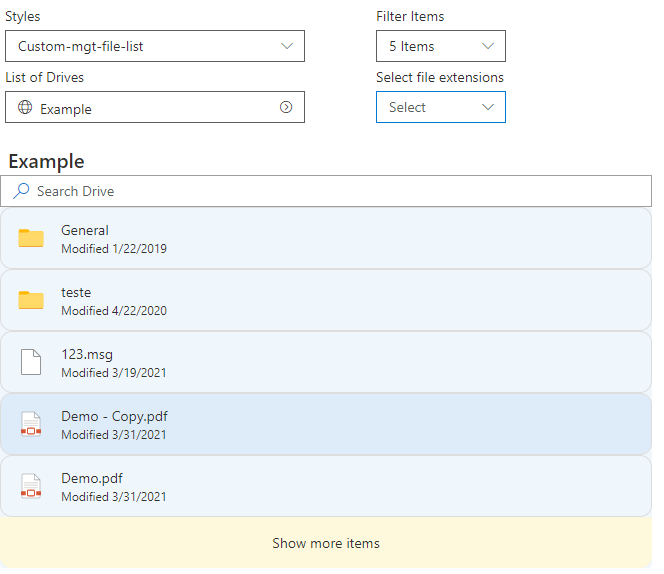 Styles
Filter Items
Custom-mgt-file-list
5 Items
List of Drives
Select file extensions
Example
Select
Example
Search Drive
General
Modified 1/22/2019
teste
Modified 4/22/2020
123.msg
Modified 3/19/2021
Demo - Copy.pdf
Modified 3/31/2021
Demo.pdf
Modified 3/31/2021
Show more items